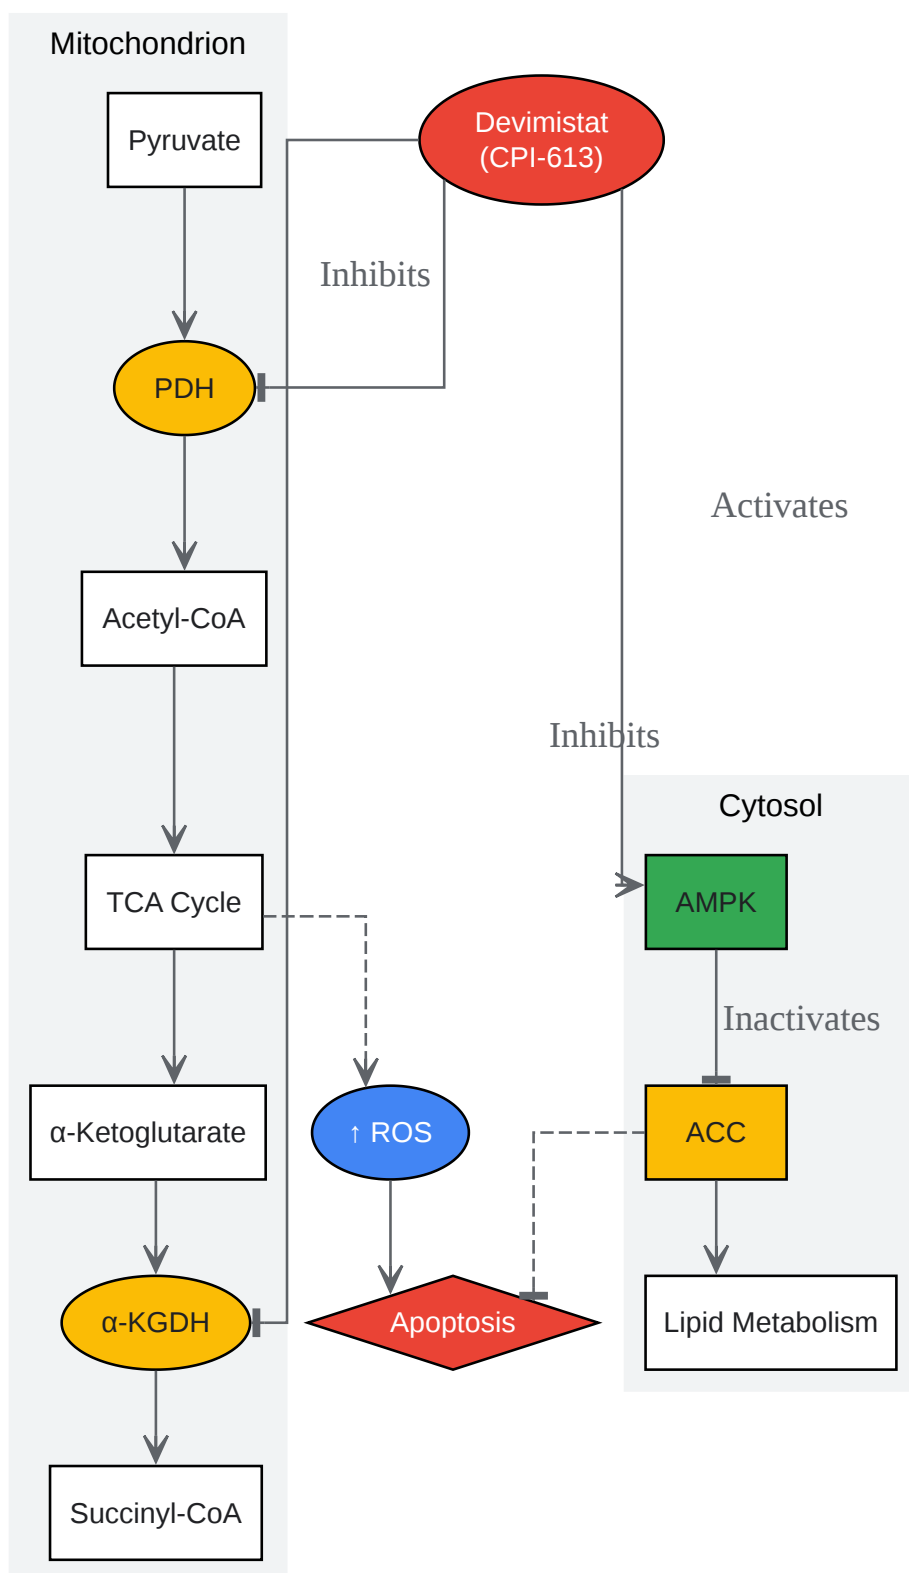 Mitochondrion
Pyruvate
Devimistat
(CPI-613)
Inhibits
PDH
Activates
Acetyl-CoA
Inhibits
Cytosol
TCA Cycle
AMPK
Inactivates
α-Ketoglutarate
↑ ROS
ACC
α-KGDH
Apoptosis
Lipid Metabolism
Succinyl-CoA